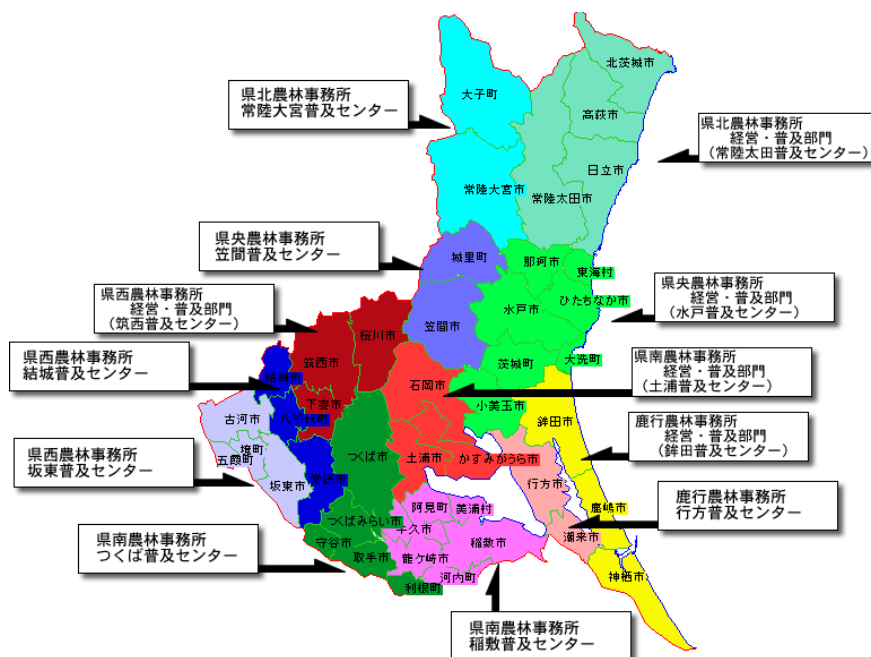 北茨城市
大子町
県北農林事務所
常陸大宮普及センター
高萩市
県北農林事務所
経営・普及部門
（常陸太田普及センター）
日立市
常陸大宮市
常陸太田市
県央農林事務所
笠間普及センター
城里町
那珂市
東海村
県西農林事務所
経営・普及部門
（筑西普及センター）
ひたちなか市
水戸市
県央農林事務所
経営・普及部門
（水戸普及センター）
桜川市
笠間市
筑西市
茨城町
大洗町
県西農林事務所
結城普及センター
結城市
石岡市
県南農林事務所
経営・普及部門
（土浦普及センター）
下妻市
小美玉市
古河市
八千代町
鉾田市
鹿行農林事務所
経営・普及部門
（鉾田普及センター）
県西農林事務所
坂東普及センター
境町
五霞町
つくば市
土浦市
かすみがうら市
常総市
坂東市
行方市
鹿行農林事務所
行方普及センター
阿見町
美浦村
鹿嶋市
つくばみらい市
牛久市
県南農林事務所
つくば普及センター
守谷市
稲敷市
潮来市
取手市
龍ケ崎市
河内町
神栖市
利根町
県南農林事務所
稲敷普及センター